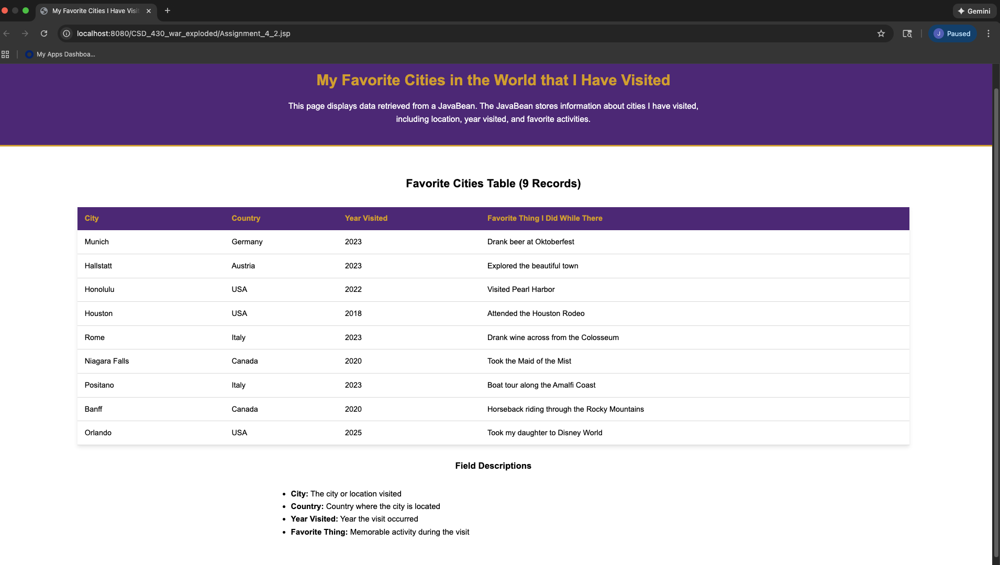 My Favorite Cities I Have Visit
Gemini
localhost:8080/CSD_430_war_exploded/Assignment_4_2.jsp
J Paused
My Apps Dashboa...
My Favorite Cities in the World that I Have Visited
This page displays data retrieved from a JavaBean. The JavaBean stores information about cities I have visited,
including location, year visited, and favorite activities.
Favorite Cities Table (9 Records)
City Country Year Visited Favorite Thing I Did While There
Munich Germany 2023 Drank beer at Oktoberfest
Hallstatt Austria 2023 Explored the beautiful town
Honolulu USA 2022 Visited Pearl Harbor
Houston USA 2018 Attended the Houston Rodeo
Rome Italy 2023 Drank wine across from the Colosseum
Niagara Falls Canada 2020 Took the Maid of the Mist
Positano Italy 2023 Boat tour along the Amalfi Coast
Banff Canada 2020 Horseback riding through the Rocky Mountains
Orlando USA 2025 Took my daughter to Disney World
Field Descriptions
• City: The city or location visited
• Country: Country where the city is located
• Year Visited: Year the visit occurred
• Favorite Thing: Memorable activity during the visit